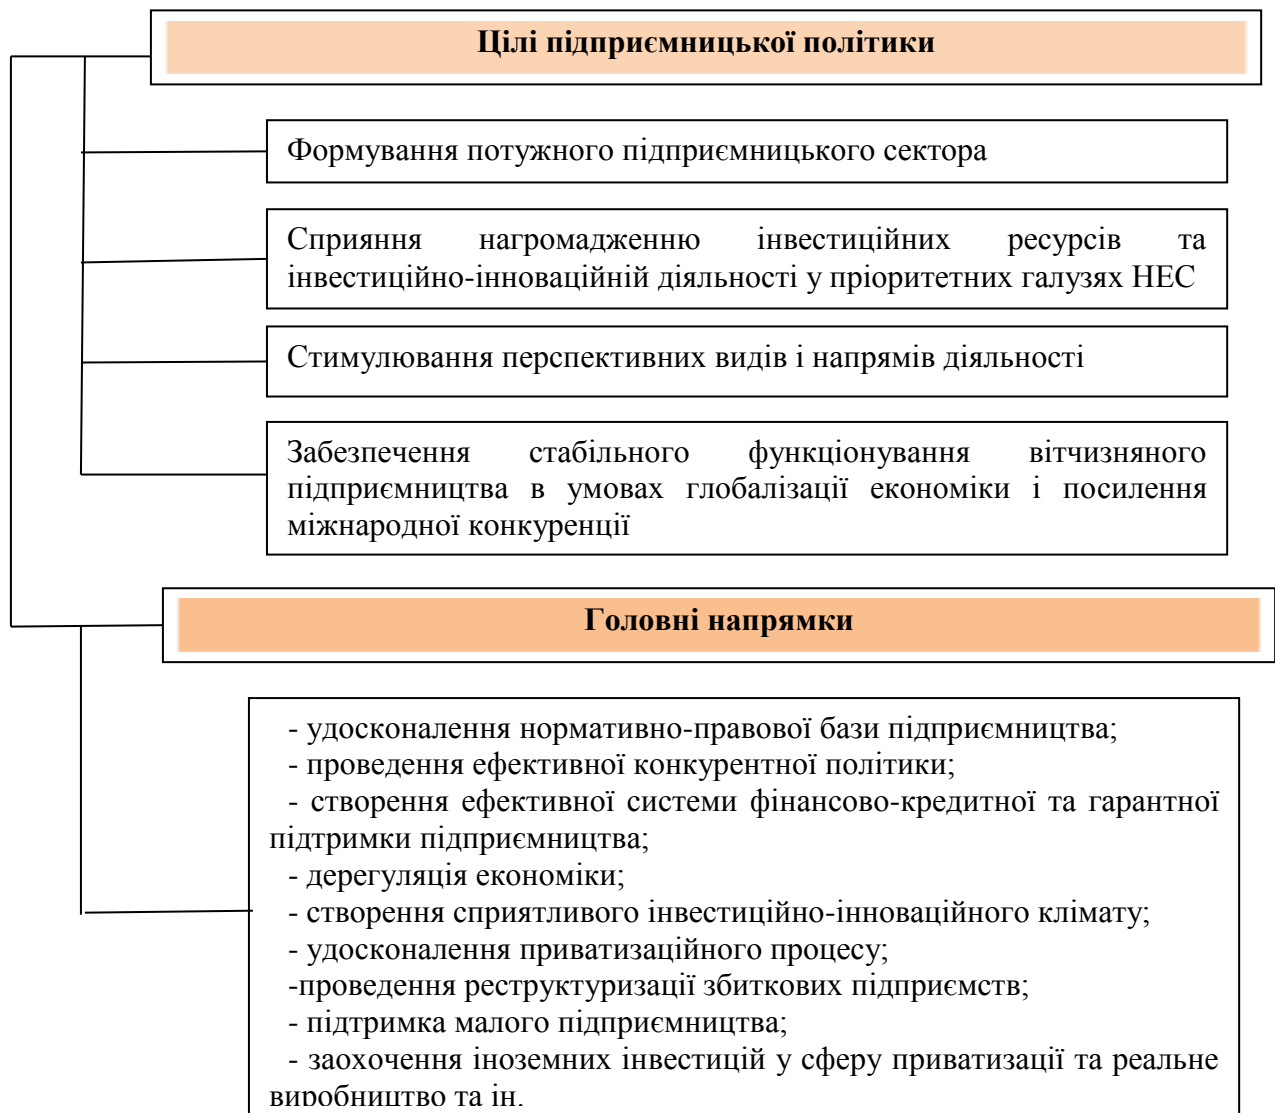 Цілі підприємницької політики
Формування потужного підприємницького сектора
Сприяння нагромадженню інвестиційних ресурсів та
інвестиційно-інноваційній діяльності у пріоритетних галузях НЕС
Стимулювання перспективних видів і напрямів діяльності
Забезпечення стабільного функціонування вітчизняного
підприємництва в умовах глобалізації економіки і посилення
міжнародної конкуренції
Головні напрямки
- удосконалення нормативно-правової бази підприємництва;
- проведення ефективної конкурентної політики;
- створення ефективної системи фінансово-кредитної та гарантної
підтримки підприємництва;
- дерегуляція економіки;
- створення сприятливого інвестиційно-інноваційного клімату;
- удосконалення приватизаційного процесу;
-проведення реструктуризації збиткових підприємств;
- підтримка малого підприємництва;
- заохочення іноземних інвестицій у сферу приватизації та реальне
виробництво та ін.